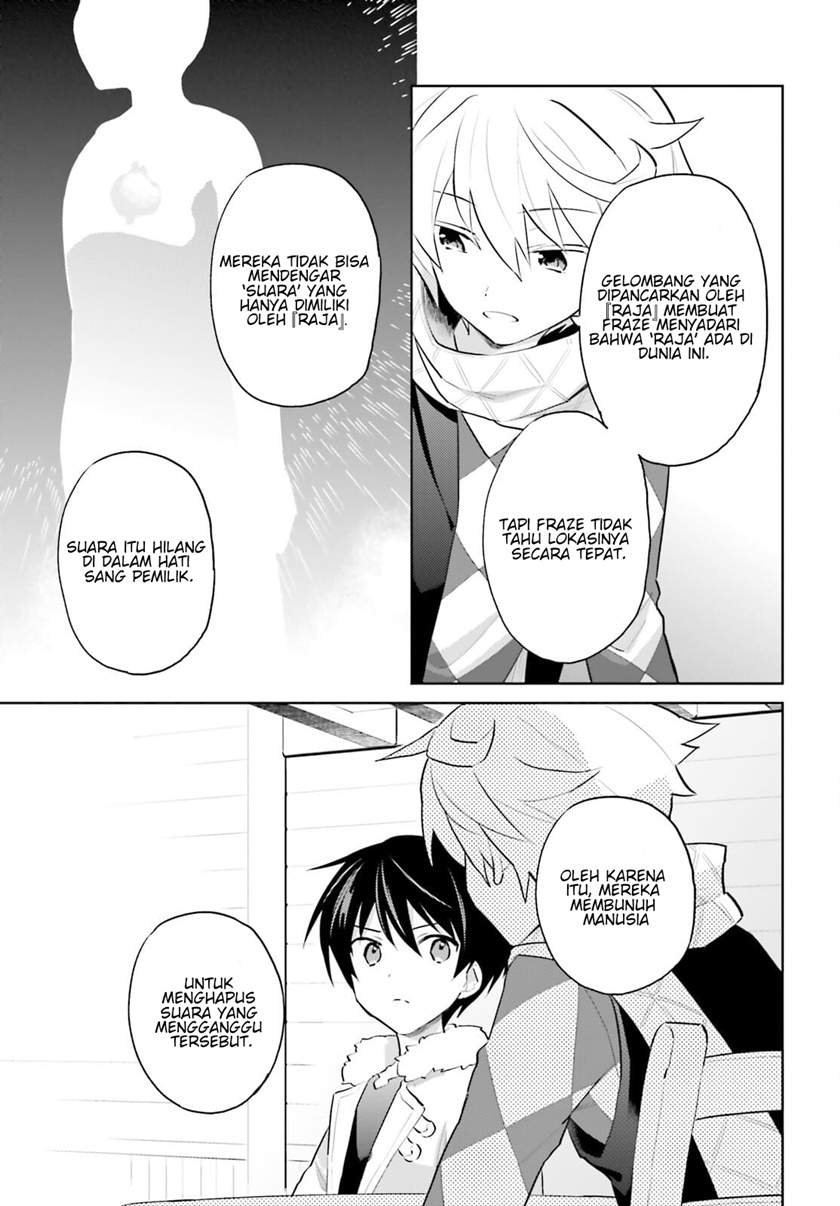 GELOMBANG YANG
DIPANCARKAN OLEH
『RAJA』 MEMBUAT
FRAZE MENYADARI
BAHWA 'RAJA' ADA DI
DUNIA INI.
TAPI FRAZE TIDAK
TAHU LOKASINYA
SECARA TEPAT.
MEREKA TIDAK BISA
MENDENGAR
'SUARA' YANG
HANYA DIMILIKI
OLEH 『RAJA』.
SUARA ITU HILANG
DI DALAM HATI
SANG PEMILIK.
OLEH KARENA
ITU, MEREKA
MEMBUNUH
MANUSIA
UNTUK
MENGHAPUS
SUARA YANG
MENGGANGGU
TERSEBUT.